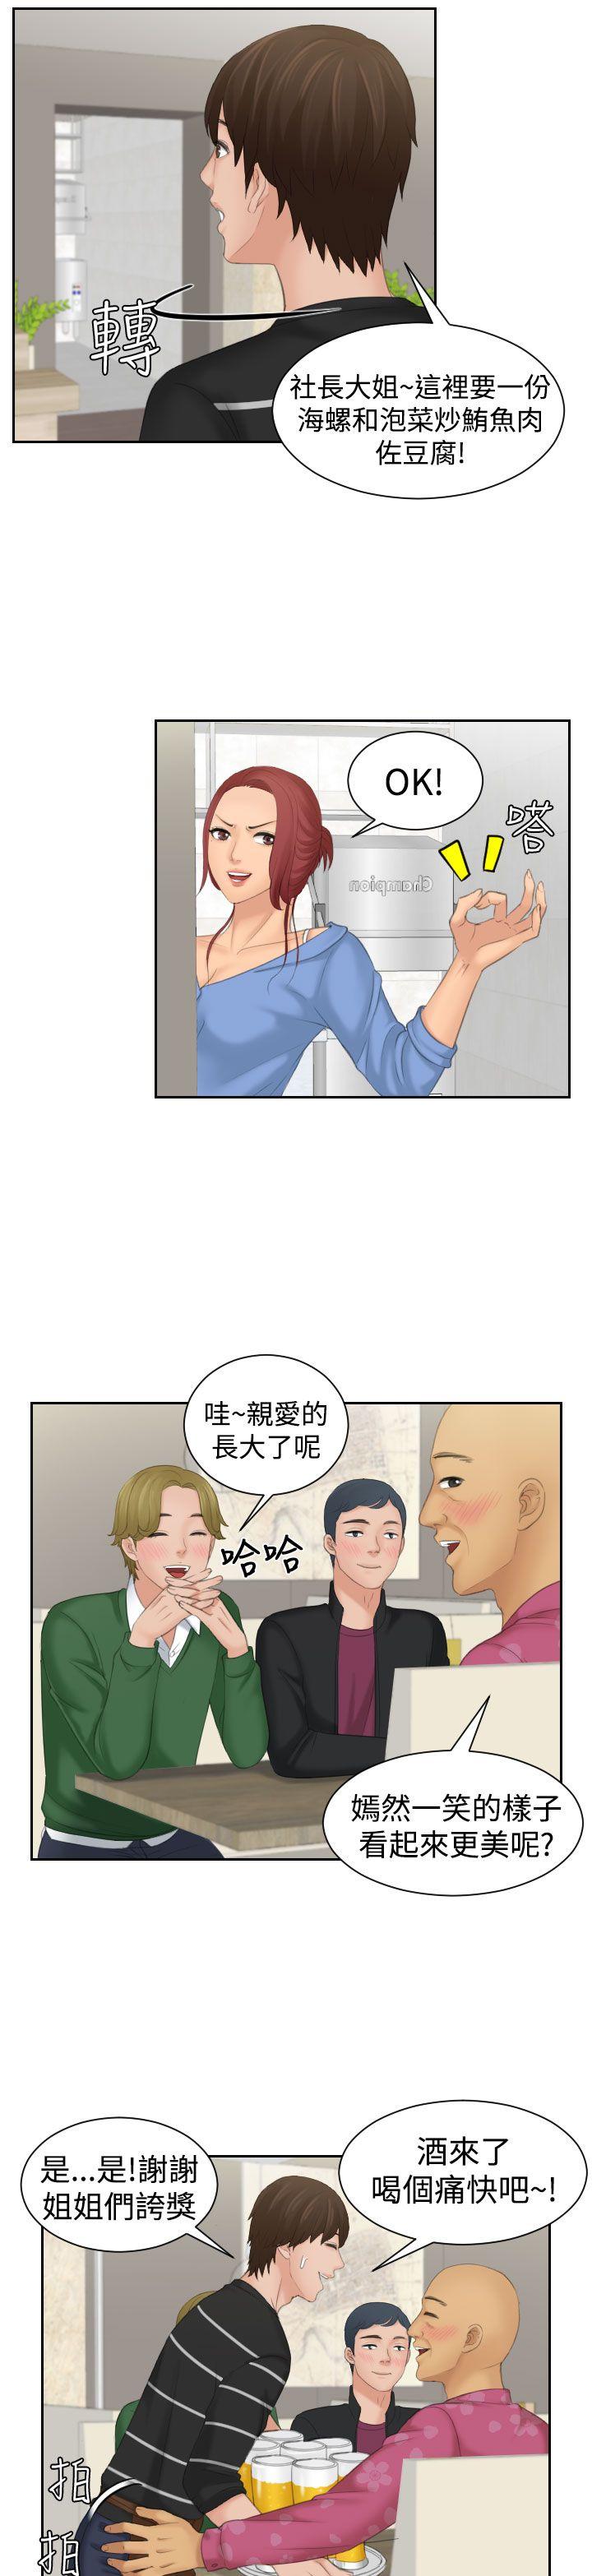 轉
社長大姐~這裡要一份
海螺和泡菜炒鮪魚肉
佐豆腐!
OK!
嗒
Champion
哇~親愛的
長大了呢
哈哈
嫣然一笑的樣子
看起來更美呢?
酒來了
喝個痛快吧~!
是...是!謝謝
姐姐們誇獎
拍
拍